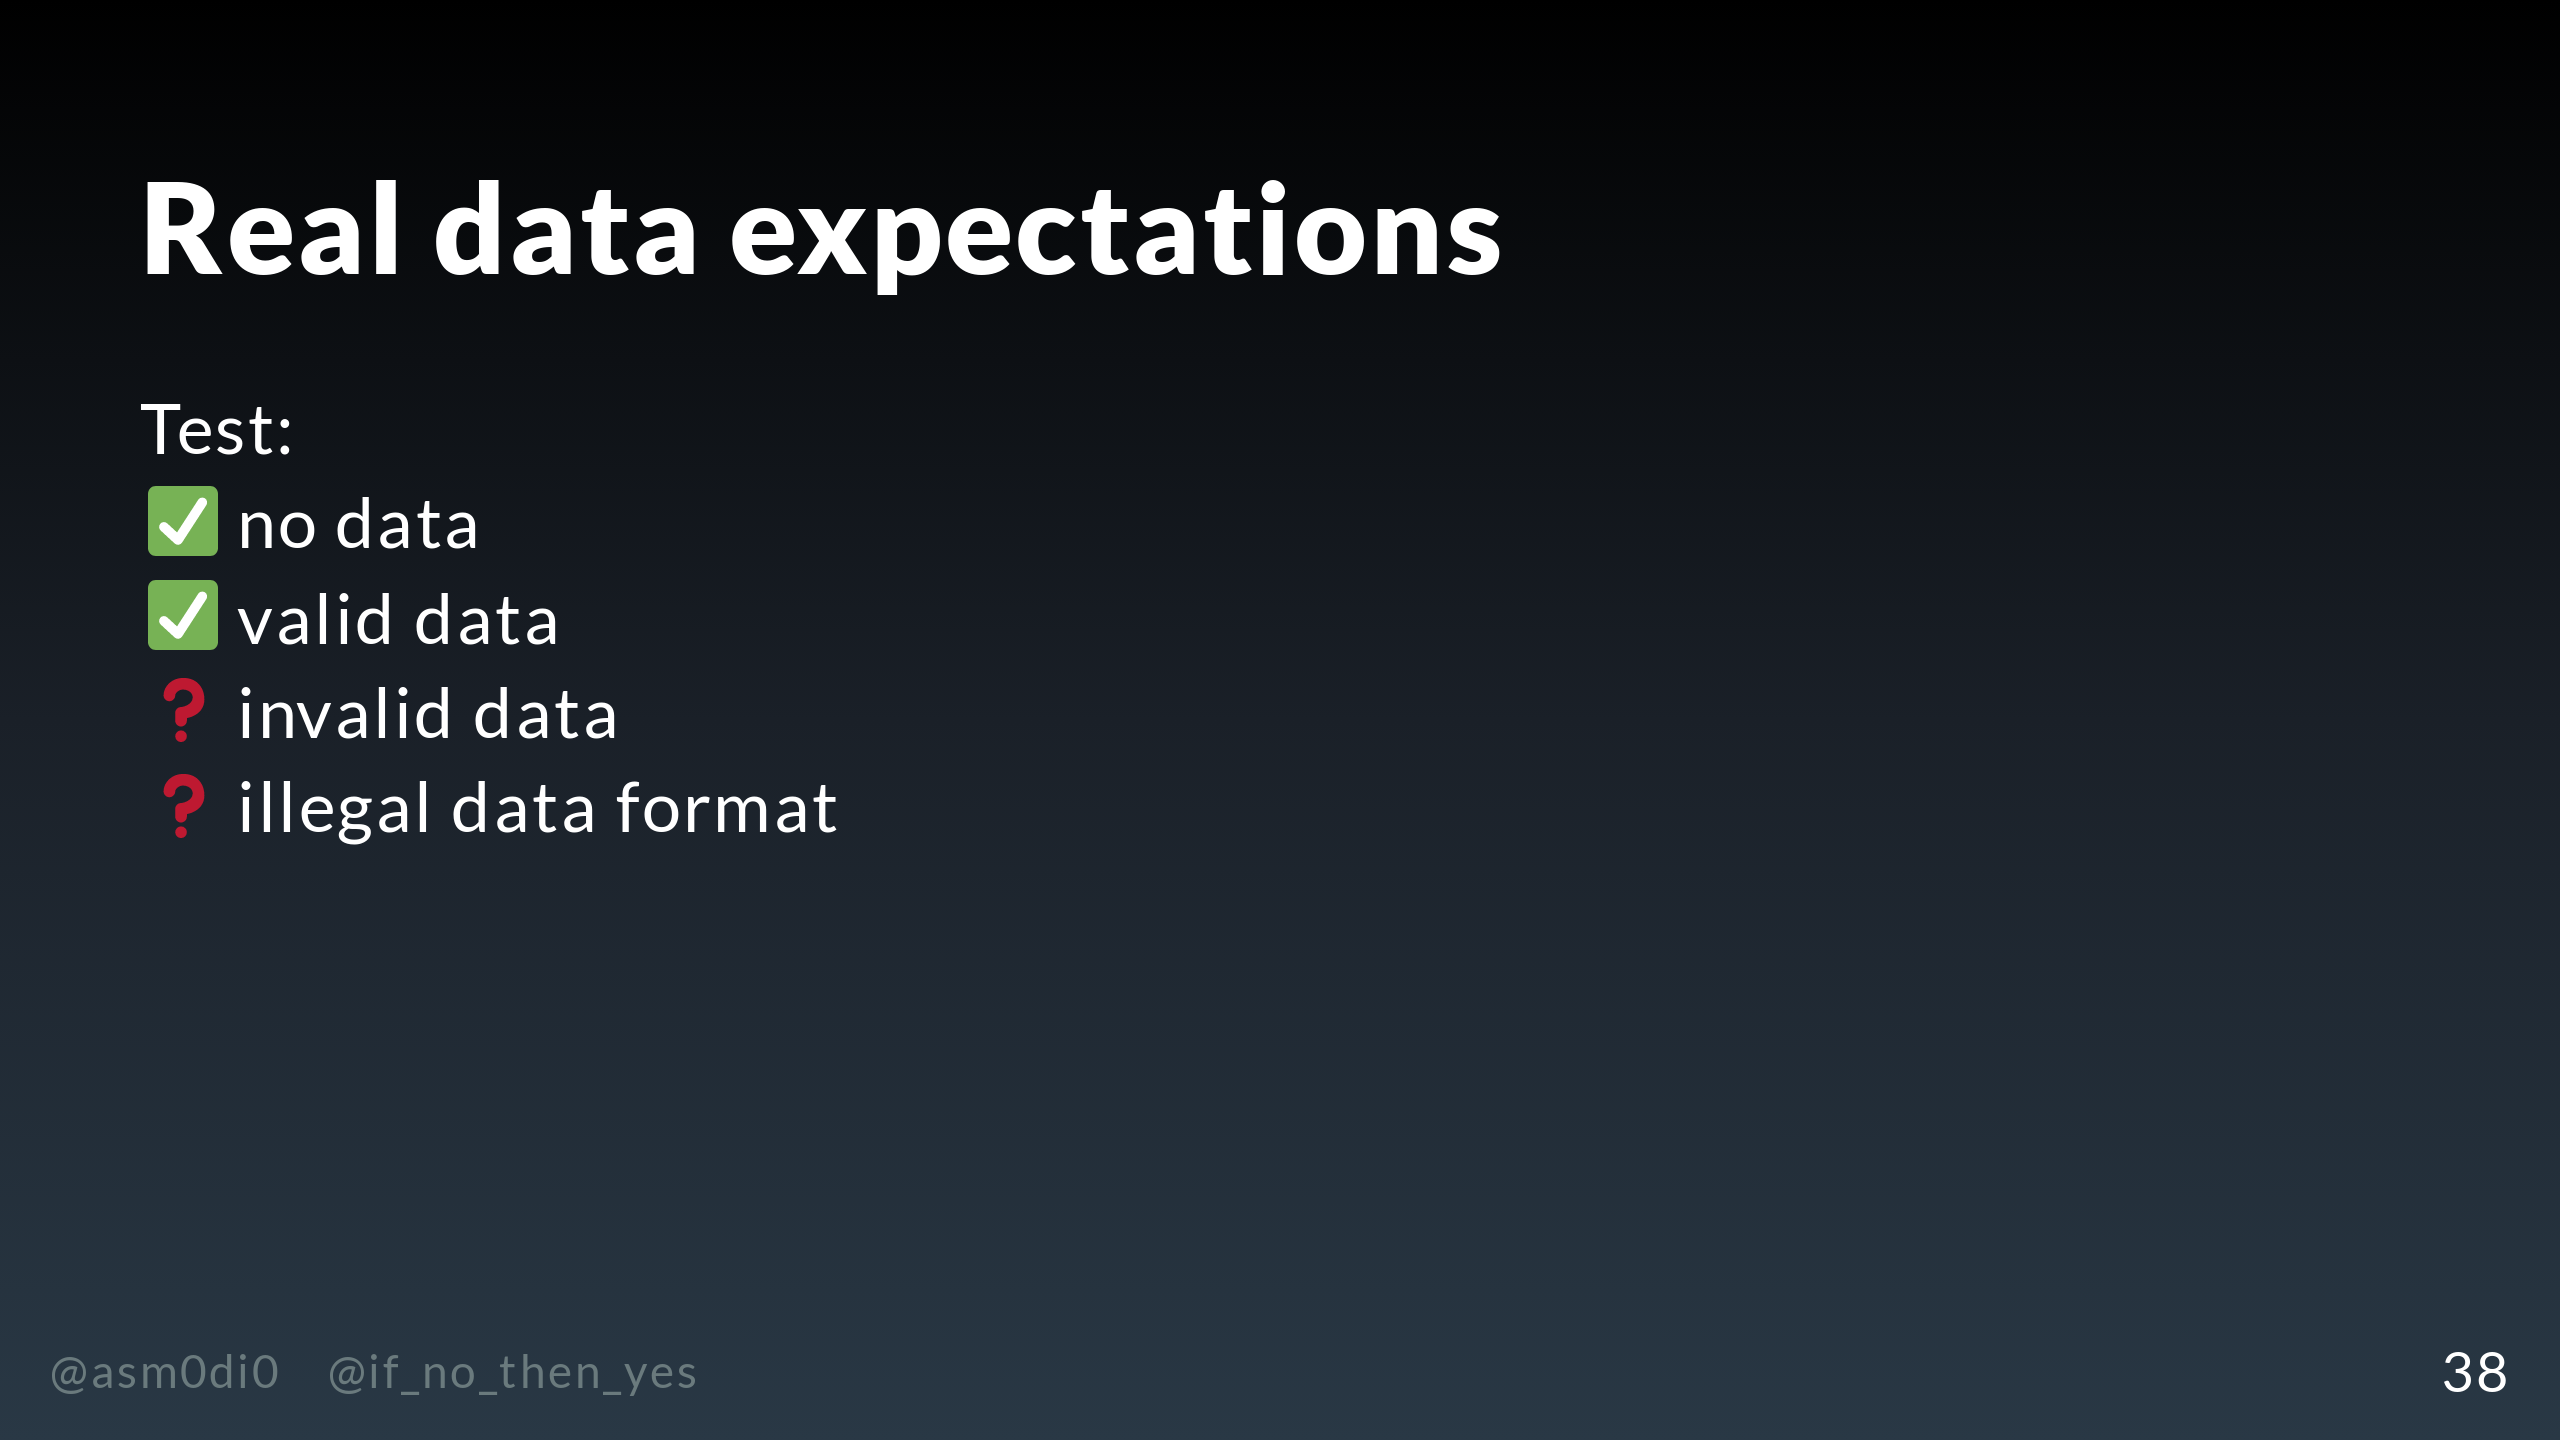 Real data expectations
Test:
✅ no data
✅ valid data
❓ invalid data
❓ illegal data format
@asm0di0 @if_no_then_yes
38